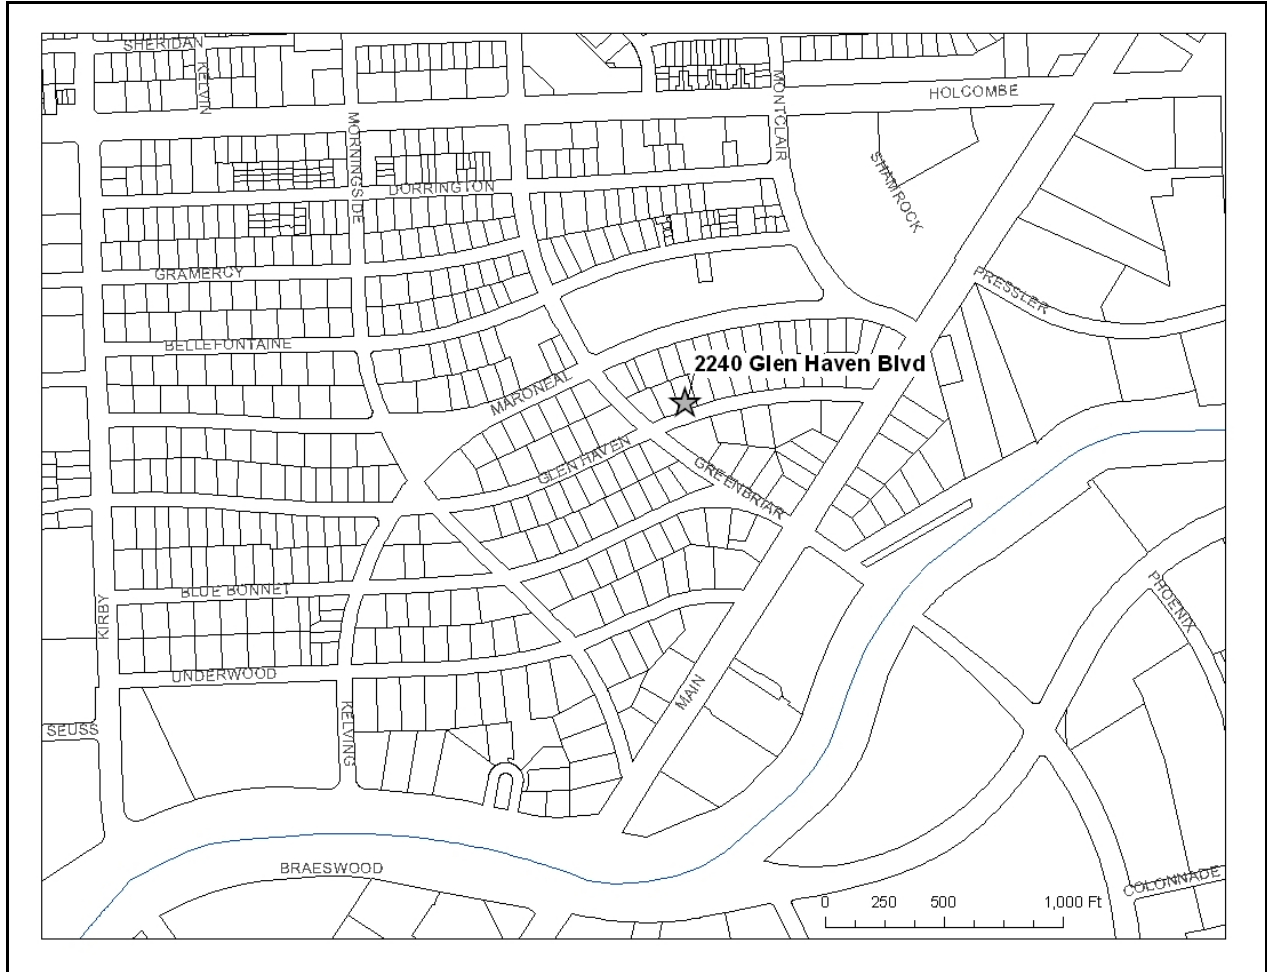 SHERIDAN
KELVIN
MONTCLAIR
HOLCOMBE
MORNINGSIDE
SHAMROCK
DORRINGTON
GRAMERCY
PRESSLER
BELLEFONTAINE
2240 Glen Haven Blvd
MARONEAL
GLEN HAVEN
GREENBRIAR
BLUE BONNET
PHOENIX
KIRBY
UNDERWOOD
MAIN
KELVING
SEUSS
BRAESWOOD
COLONNADE
0 250 500 1,000 Ft